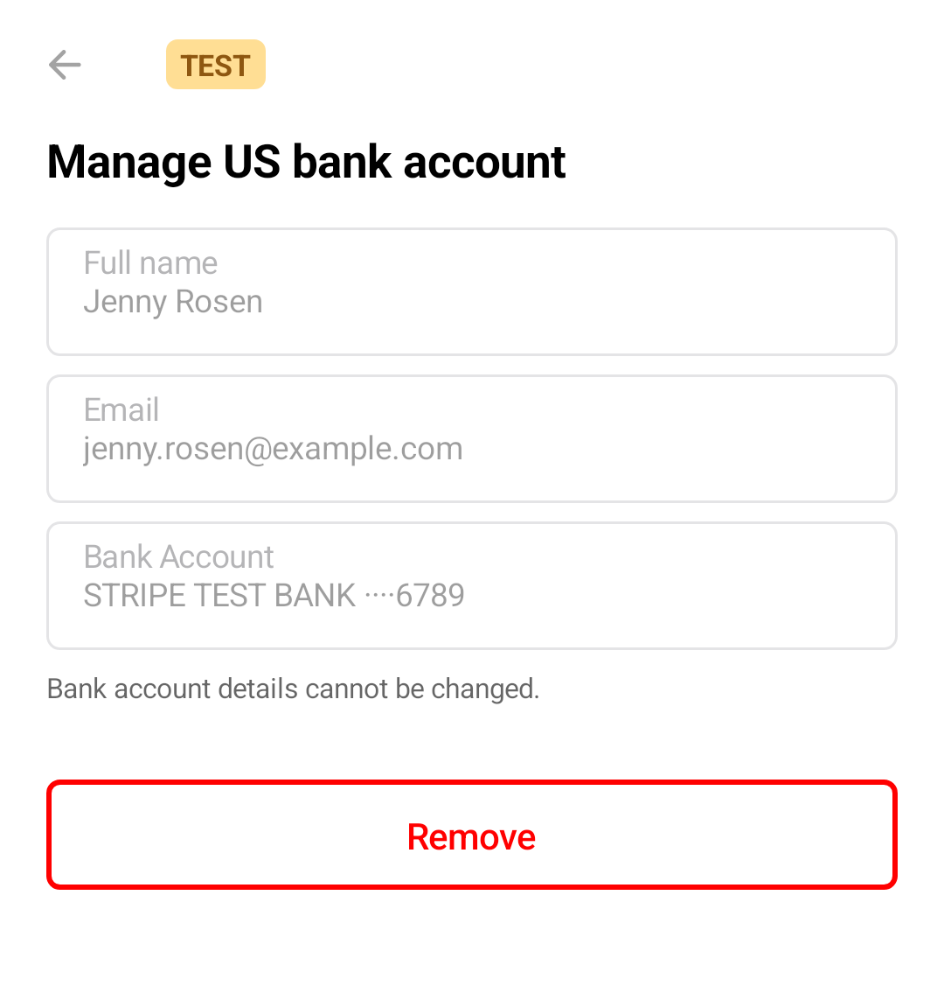 TEST
Manage US bank account
Full name
Jenny Rosen
Email
jenny.rosen@example.com
Bank Account
STRIPE TEST BANK ····6789
Bank account details cannot be changed.
Remove